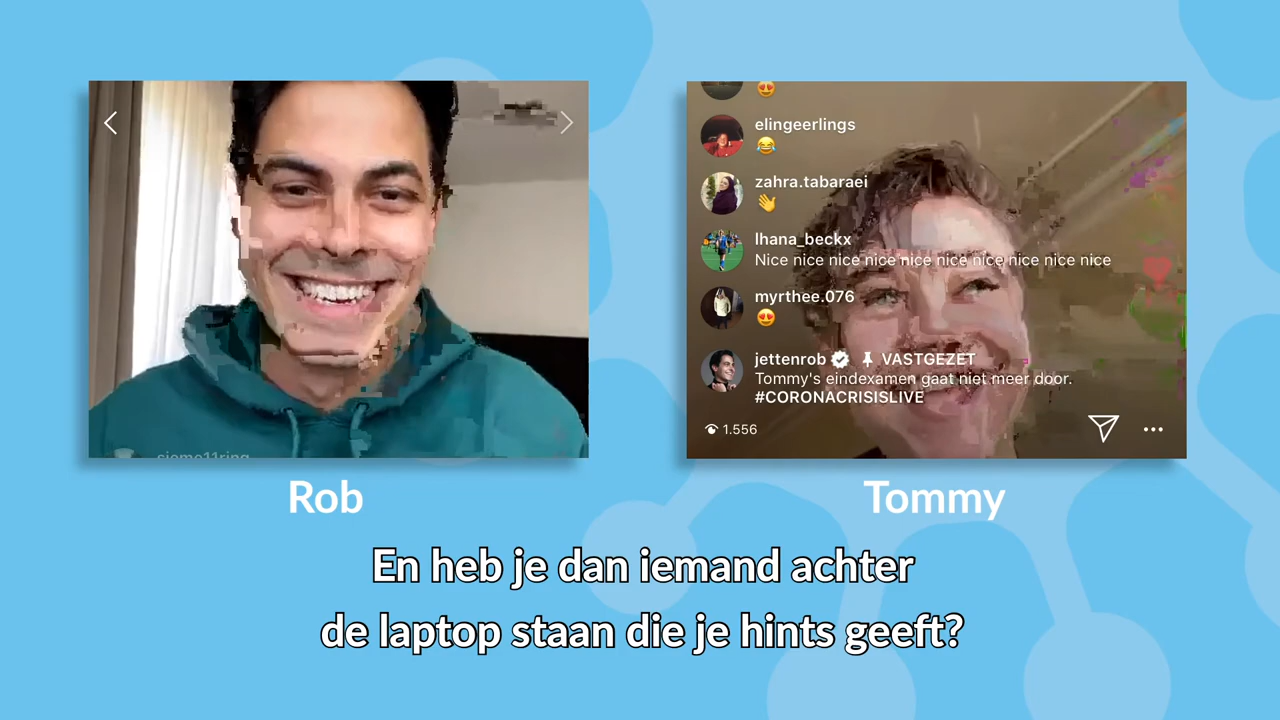 elingeerlings
😂
zahra.tabaraei
👋
lhana_beckx
Nice nice nice nice nice nice nice nice nice nice
myrthee.076
😍
jettenrob VASTGEZET
Tommy's eindexamen gaat niet meer door.
#CORONACRISISLIVE
1.556
Rob
Tommy
En heb je dan iemand achter
de laptop staan die je hints geeft?